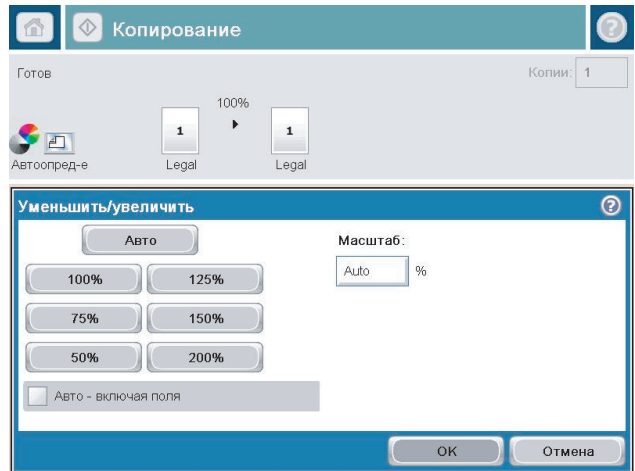 Копирование
?
Готов
Копии: 1
100%
1 1
Автоопред-е Legal Legal
Уменьшить/увеличить ?
Авто
Масштаб:
100% 125%
Auto %
75% 150%
50% 200%
Авто - включая поля
OK Отмена